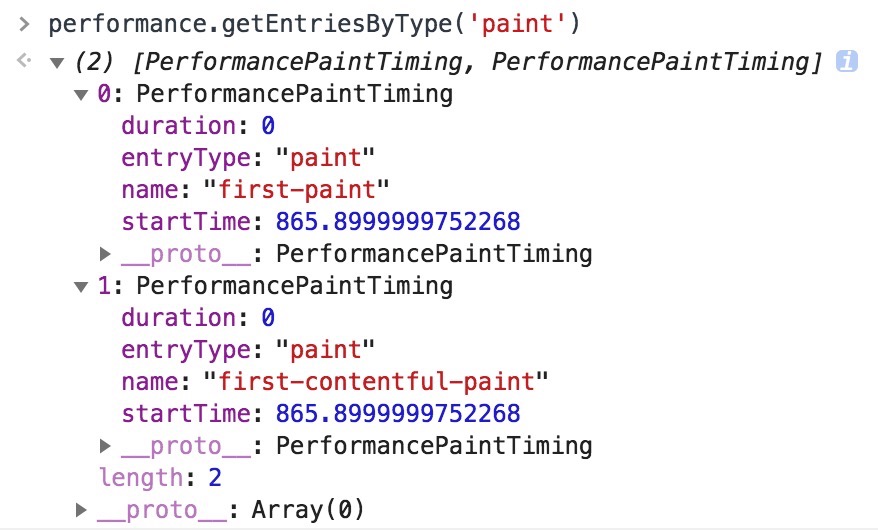 > performance.getEntriesByType('paint')
<· ▼ (2) [PerformancePaintTiming, PerformancePaintTiming] i
▼ 0: PerformancePaintTiming
duration: 0
entryType: "paint"
name: "first-paint"
startTime: 865.8999999752268
▶ __proto__: PerformancePaintTiming
▼ 1: PerformancePaintTiming
duration: 0
entryType: "paint"
name: "first-contentful-paint"
startTime: 865.8999999752268
▶ __proto__: PerformancePaintTiming
length: 2
▶ __proto__: Array(0)